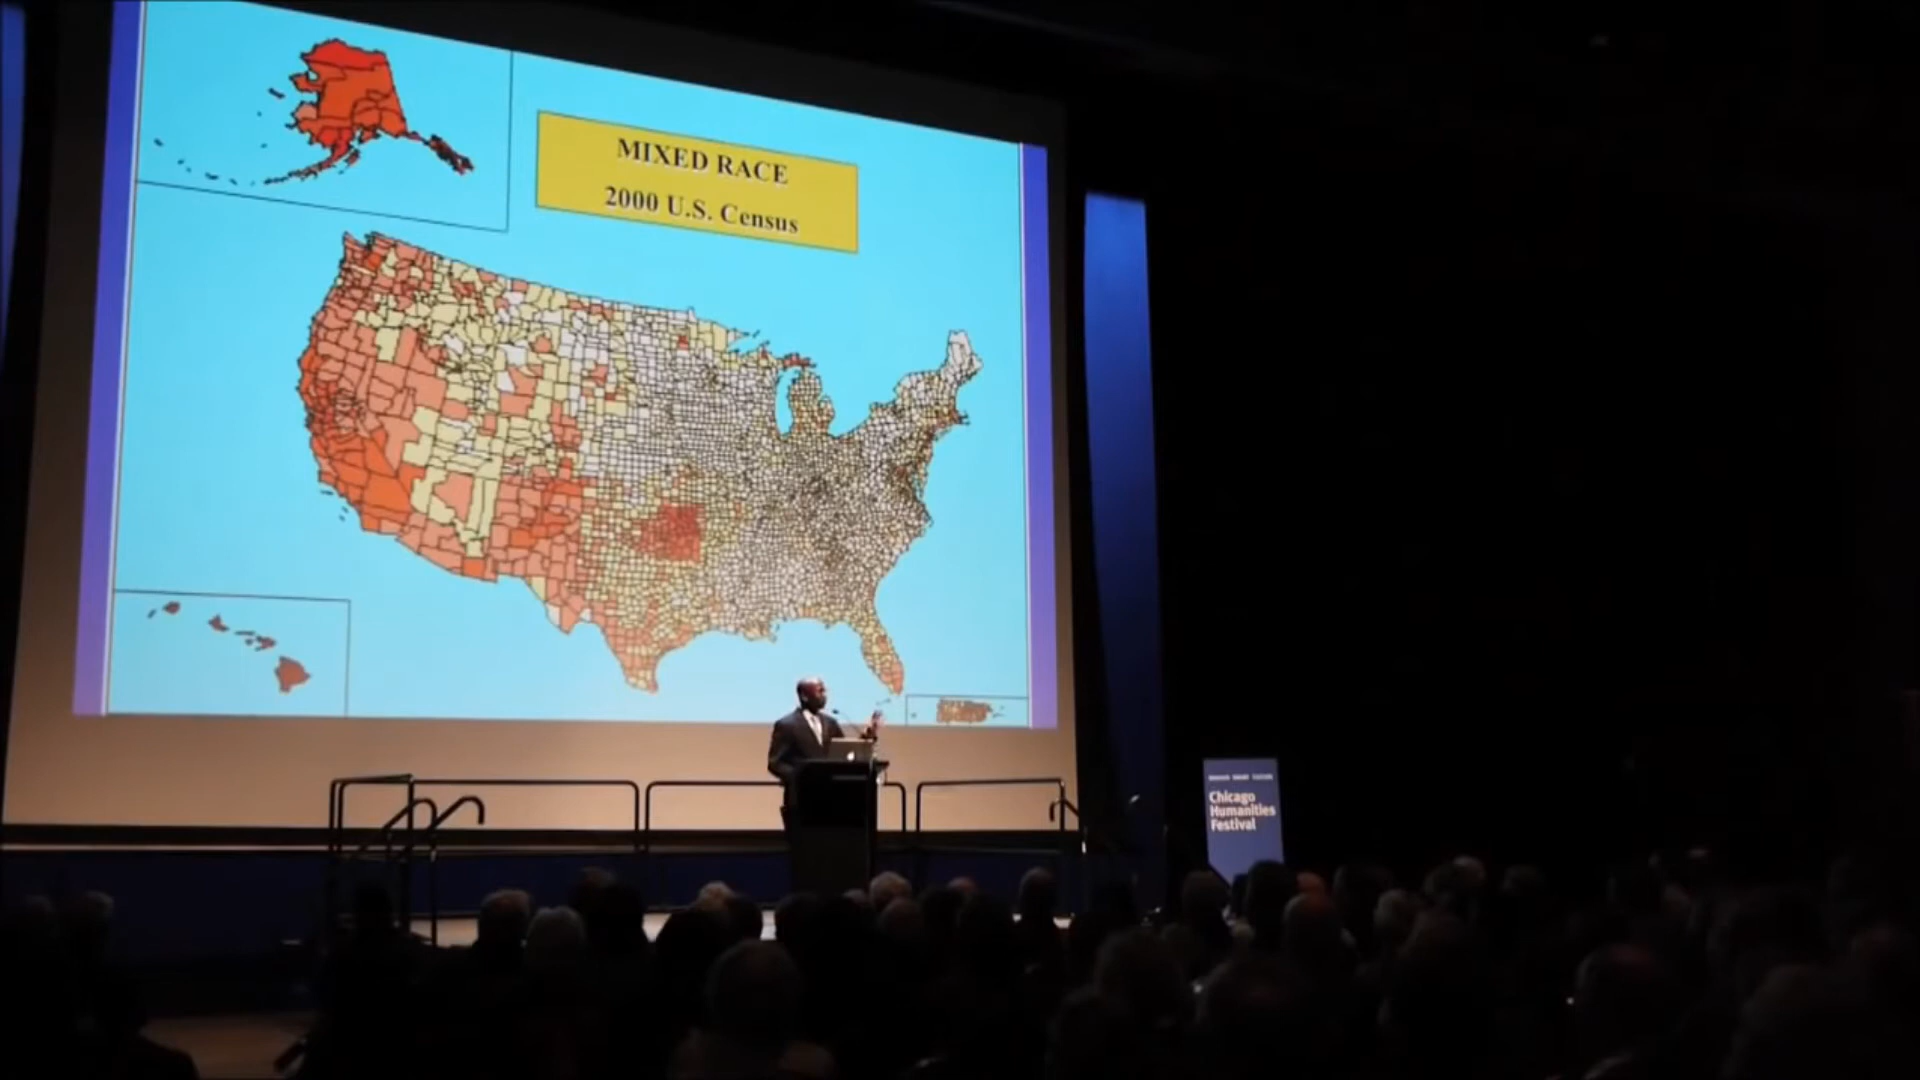 MIXED RACE
2000 U.S. Census
Chicago
Humanities
Festival